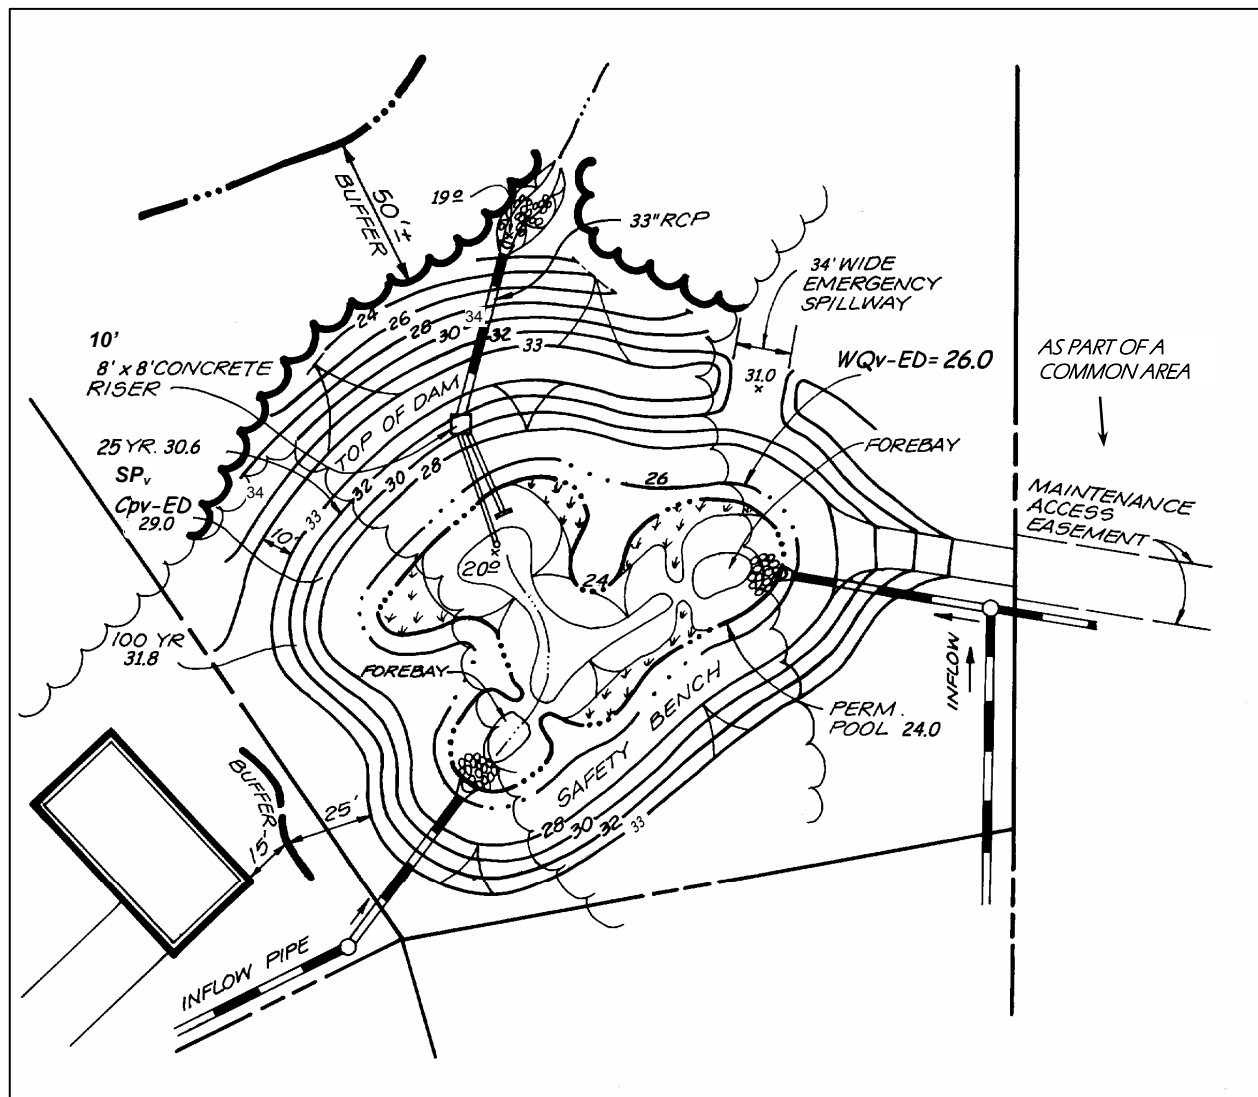 50'±
BUFFER
19º
33" RCP
34' WIDE
EMERGENCY
SPILLWAY
24
26
28
30
32
34
33
10'
8' x 8' CONCRETE
RISER
WQv-ED= 26.0
31.0
x
AS PART OF A
COMMON AREA
TOP OF DAM
FOREBAY
25 YR. 30.6
SPv
Cpv-ED
29.0
34
33
32
30
28
26
10'
MAINTENANCE
ACCESS
EASEMENT
x
20º
24
100 YR
31.8
FOREBAY
INFLOW
PERM.
POOL 24.0
SAFETY BENCH
BUFFER
15'
25'
28
30
32
33
INFLOW PIPE